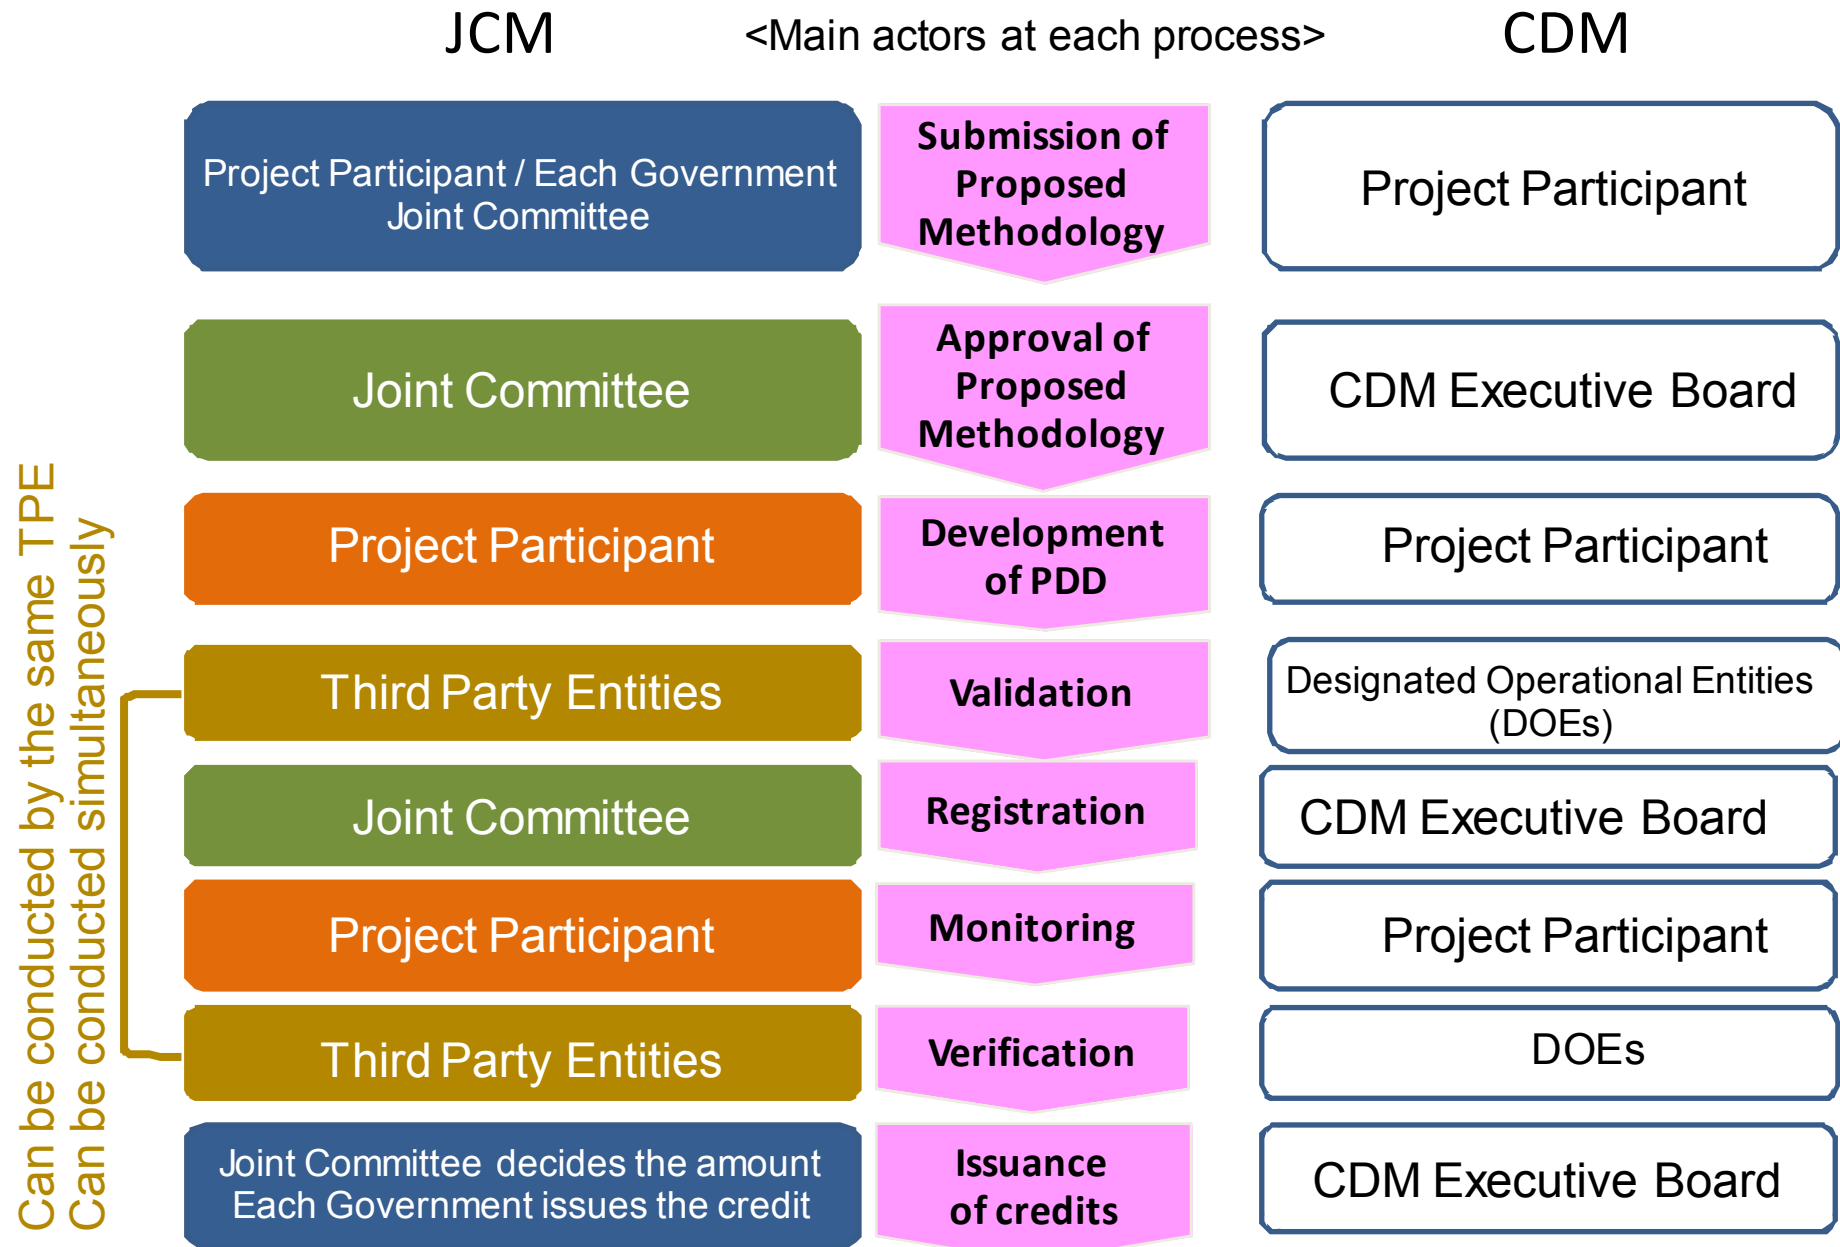 JCM
<Main actors at each process>
CDM
Project Participant / Each Government
Joint Committee
Submission of
Proposed
Methodology
Project Participant
Joint Committee
Approval of
Proposed
Methodology
CDM Executive Board
Project Participant
Development
of PDD
Project Participant
Third Party Entities
Validation
Designated Operational Entities
(DOEs)
Joint Committee
Registration
CDM Executive Board
Project Participant
Monitoring
Project Participant
Third Party Entities
Verification
DOEs
Joint Committee decides the amount
Each Government issues the credit
Issuance
of credits
CDM Executive Board
Can be conducted by the same TPE
Can be conducted simultaneously